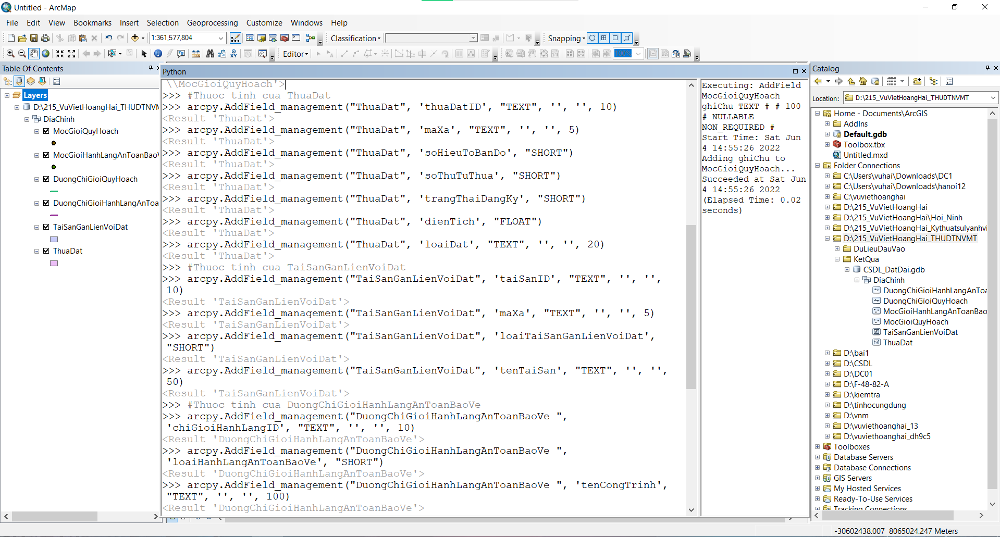 Untitled - ArcMap
File Edit View Bookmarks Insert Selection Geoprocessing Customize Windows Help
1:361,577,804
Classification
Snapping
Editor
100%
Table Of Contents
Layers
D:\215_VuVietHoangHai_THUDTNVM
DiaChinh
MocGioiQuyHoach
MocGioiHanhLangAnToanBaoV
DuongChiGioiQuyHoach
DuongChiGioiHanhLangAnToa
TaiSanGanLienVoiDat
ThuaDat
Python
\\MocGioiQuyHoach'>
>>> #Thuoc tinh cua ThuaDat
>>> arcpy.AddField_management("ThuaDat", 'thuaDatID', "TEXT", '', '', 10)
<Result 'ThuaDat'>
>>> arcpy.AddField_management("ThuaDat", 'maXa', "TEXT", '', '', 5)
<Result 'ThuaDat'>
>>> arcpy.AddField_management("ThuaDat", 'soHieuToBanDo', "SHORT")
<Result 'ThuaDat'>
>>> arcpy.AddField_management("ThuaDat", 'soThuTuThua', "SHORT")
<Result 'ThuaDat'>
>>> arcpy.AddField_management("ThuaDat", 'trangThaiDangKy', "SHORT")
<Result 'ThuaDat'>
>>> arcpy.AddField_management("ThuaDat", 'dienTich', "FLOAT")
<Result 'ThuaDat'>
>>> arcpy.AddField_management("ThuaDat", 'loaiDat', "TEXT", '', '', 20)
<Result 'ThuaDat'>
>>> #Thuoc tinh cua TaiSanGanLienVoiDat
>>> arcpy.AddField_management("TaiSanGanLienVoiDat", 'taiSanID', "TEXT", '', '',
10)
<Result 'TaiSanGanLienVoiDat'>
>>> arcpy.AddField_management("TaiSanGanLienVoiDat", 'maXa', "TEXT", '', '', 5)
<Result 'TaiSanGanLienVoiDat'>
>>> arcpy.AddField_management("TaiSanGanLienVoiDat", 'loaiTaiSanGanLienVoiDat',
"SHORT")
<Result 'TaiSanGanLienVoiDat'>
>>> arcpy.AddField_management("TaiSanGanLienVoiDat", 'tenTaiSan', "TEXT", '', '',
50)
<Result 'TaiSanGanLienVoiDat'>
>>> #Thuoc tinh cua DuongChiGioiHanhLangAnToanBaoVe
>>> arcpy.AddField_management("DuongChiGioiHanhLangAnToanBaoVe ",
'chiGioiHanhLangID', "TEXT", '', '', 10)
<Result 'DuongChiGioiHanhLangAnToanBaoVe'>
>>> arcpy.AddField_management("DuongChiGioiHanhLangAnToanBaoVe ",
'loaiHanhLangAnToanBaoVe', "SHORT")
<Result 'DuongChiGioiHanhLangAnToanBaoVe'>
>>> arcpy.AddField_management("DuongChiGioiHanhLangAnToanBaoVe ", 'tenCongTrinh',
"TEXT", '', '', 100)
<Result 'DuongChiGioiHanhLangAnToanBaoVe'>
Executing: AddField
MocGioiQuyHoach
ghiChu TEXT # # 100
# NULLABLE
NON_REQUIRED #
Start Time: Sat Jun
4 14:55:26 2022
Adding ghiChu to
MocGioiQuyHoach...
Succeeded at Sat Jun
4 14:55:26 2022
(Elapsed Time: 0.02
seconds)
Catalog
Location: D:\215_VuVietHoangHai_THUDTNVMT
Home - Documents\ArcGIS
AddIns
Default.gdb
Toolbox.tbx
Untitled.mxd
Folder Connections
C:\Users\vuhai\Downloads\DC1
C:\Users\vuhai\Downloads\hanoi12
C:\vuviethoanghai
D:\215_VuVietHoangHai
D:\215_VuVietHoangHai\Hoi_Ninh
D:\215_VuVietHoangHai_Kythuatsulyanhvi
D:\215_VuVietHoangHai_THUDTNVMT
DuLieuDauVao
KetQua
CSDL_DatDai.gdb
DiaChinh
DuongChiGioiHanhLangAnToa
DuongChiGioiQuyHoach
MocGioiHanhLangAnToanBao
MocGioiQuyHoach
TaiSanGanLienVoiDat
ThuaDat
D:\bai1
D:\CSDL
D:\DC01
D:\F-48-82-A
D:\kiemtra
D:\tinhocungdung
D:\vnm
D:\vuviethoanghai_13
D:\vuviethoanghai_dh9c5
Toolboxes
Database Servers
Database Connections
GIS Servers
My Hosted Services
Ready-To-Use Services
Tracking Connections
-30602438.007 8065024.247 Meters